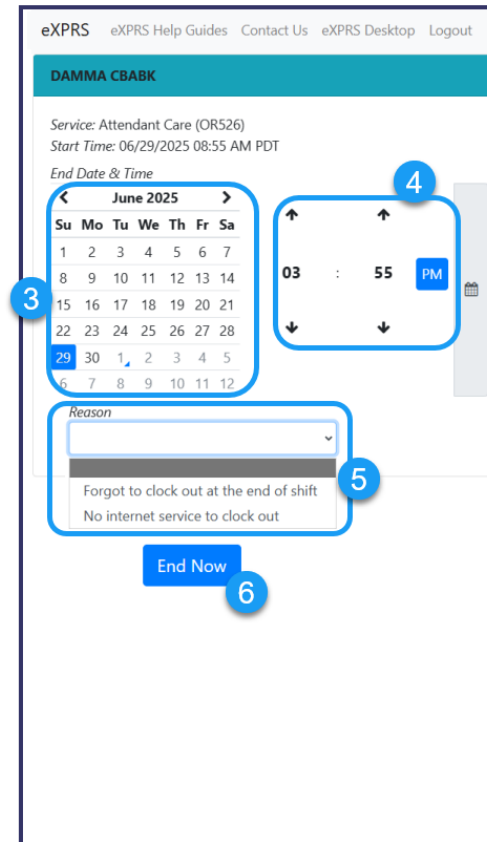 eXPRS eXPRS Help Guides Contact Us eXPRS Desktop Logout
DAMMA CBABK
Service: Attendant Care (OR526)
Start Time: 06/29/2025 08:55 AM PDT
End Date & Time
4
June 2025
Su Mo Tu We Th Fr Sa
1 2 3 4 5 6 7
8 9 10 11 12 13 14
15 16 17 18 19 20 21
22 23 24 25 26 27 28
29 30 1 2 3 4 5
6 7 8 9 10 11 12
3
03 : 55 PM
Reason
5
Forgot to clock out at the end of shift
No internet service to clock out
End Now
6